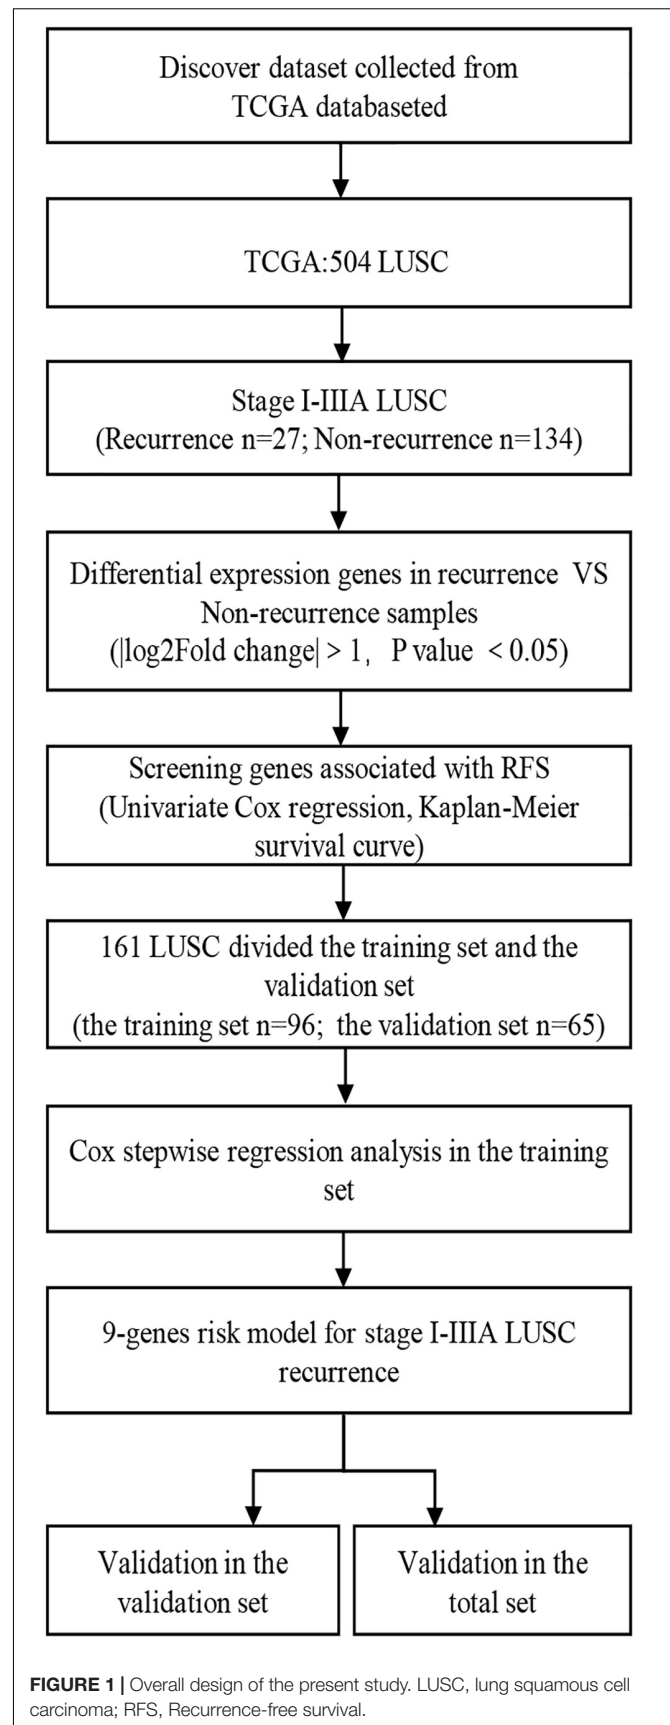 Discover dataset collected from
TCGA databaseted
TCGA:504 LUSC
Stage I-IIIA LUSC
(Recurrence n=27; Non-recurrence n=134)
Differential expression genes in recurrence VS
Non-recurrence samples
(|log2Fold change| > 1, P value < 0.05)
Screening genes associated with RFS
(Univariate Cox regression, Kaplan-Meier
survival curve)
161 LUSC divided the training set and the
validation set
(the training set n=96; the validation set n=65)
Cox stepwise regression analysis in the training
set
9-genes risk model for stage I-IIIA LUSC
recurrence
Validation in the
validation set
Validation in the
total set
FIGURE 1 | Overall design of the present study. LUSC, lung squamous cell
carcinoma; RFS, Recurrence-free survival.